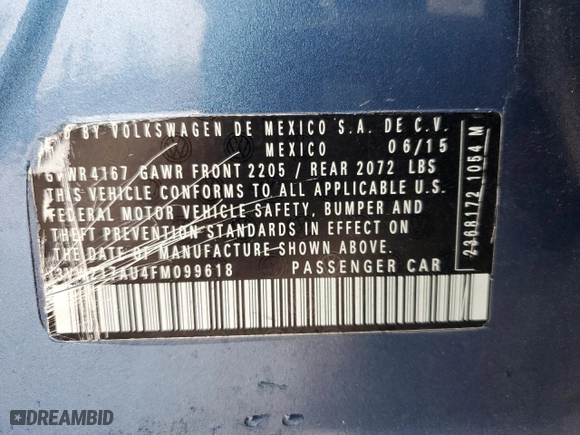 BY VOLKSWAGEN DE MEXICO S.A. DE C.V.
MEXICO 06/15
GVWR 4167 GAWR FRONT 2205 / REAR 2072 LBS
THIS VEHICLE CONFORMS TO ALL APPLICABLE U.S.
FEDERAL MOTOR VEHICLE SAFETY, BUMPER AND
THEFT PREVENTION STANDARDS IN EFFECT ON
THE DATE OF MANUFACTURE SHOWN ABOVE.
PASSENGER CAR
2368172 1054 M
DREAMBID